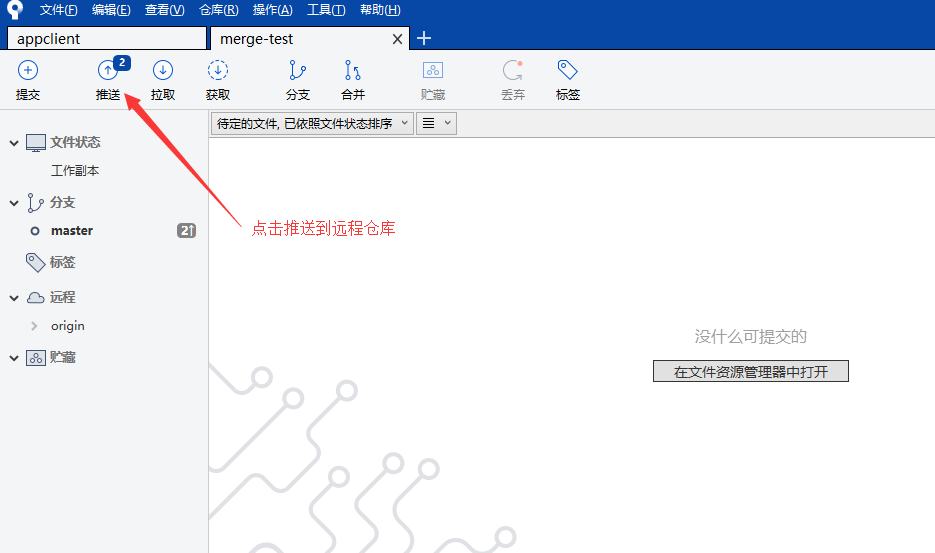 文件(F) 编辑(E) 查看(V) 仓库(R) 操作(A) 工具(T) 帮助(H)
appclient merge-test
2
提交 推送 拉取 获取 分支 合并 贮藏 丢弃 标签
待定的文件, 已依照文件状态排序
文件状态
工作副本
分支
master 2↑
点击推送到远程仓库
标签
远程
origin
没什么可提交的
贮藏
在文件资源管理器中打开